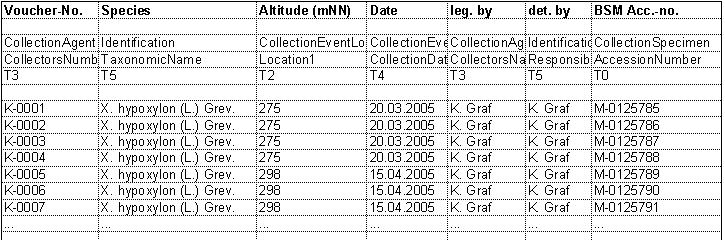 Voucher-No. Species Altitude (mNN) Date leg. by det. by BSM Acc.-no.
CollectionAgent Identification CollectionEventLo CollectionEve CollectionAg Identificatio CollectionSpecimen
CollectorsNumb TaxonomicName Location1 CollectionDat CollectorsNa Responsib AccessionNumber
T3 T5 T2 T4 T3 T5 T0
K-0001 X. hypoxylon (L.) Grev. 275 20.03.2005 K. Graf K. Graf M-0125785
K-0002 X. hypoxylon (L.) Grev. 275 20.03.2005 K. Graf K. Graf M-0125786
K-0003 X. hypoxylon (L.) Grev. 275 20.03.2005 K. Graf K. Graf M-0125787
K-0004 X. hypoxylon (L.) Grev. 275 20.03.2005 K. Graf K. Graf M-0125788
K-0005 X. hypoxylon (L.) Grev. 298 15.04.2005 K. Graf K. Graf M-0125789
K-0006 X. hypoxylon (L.) Grev. 298 15.04.2005 K. Graf K. Graf M-0125790
K-0007 X. hypoxylon (L.) Grev. 298 15.04.2005 K. Graf K. Graf M-0125791
... ... ... ... ... ... ...